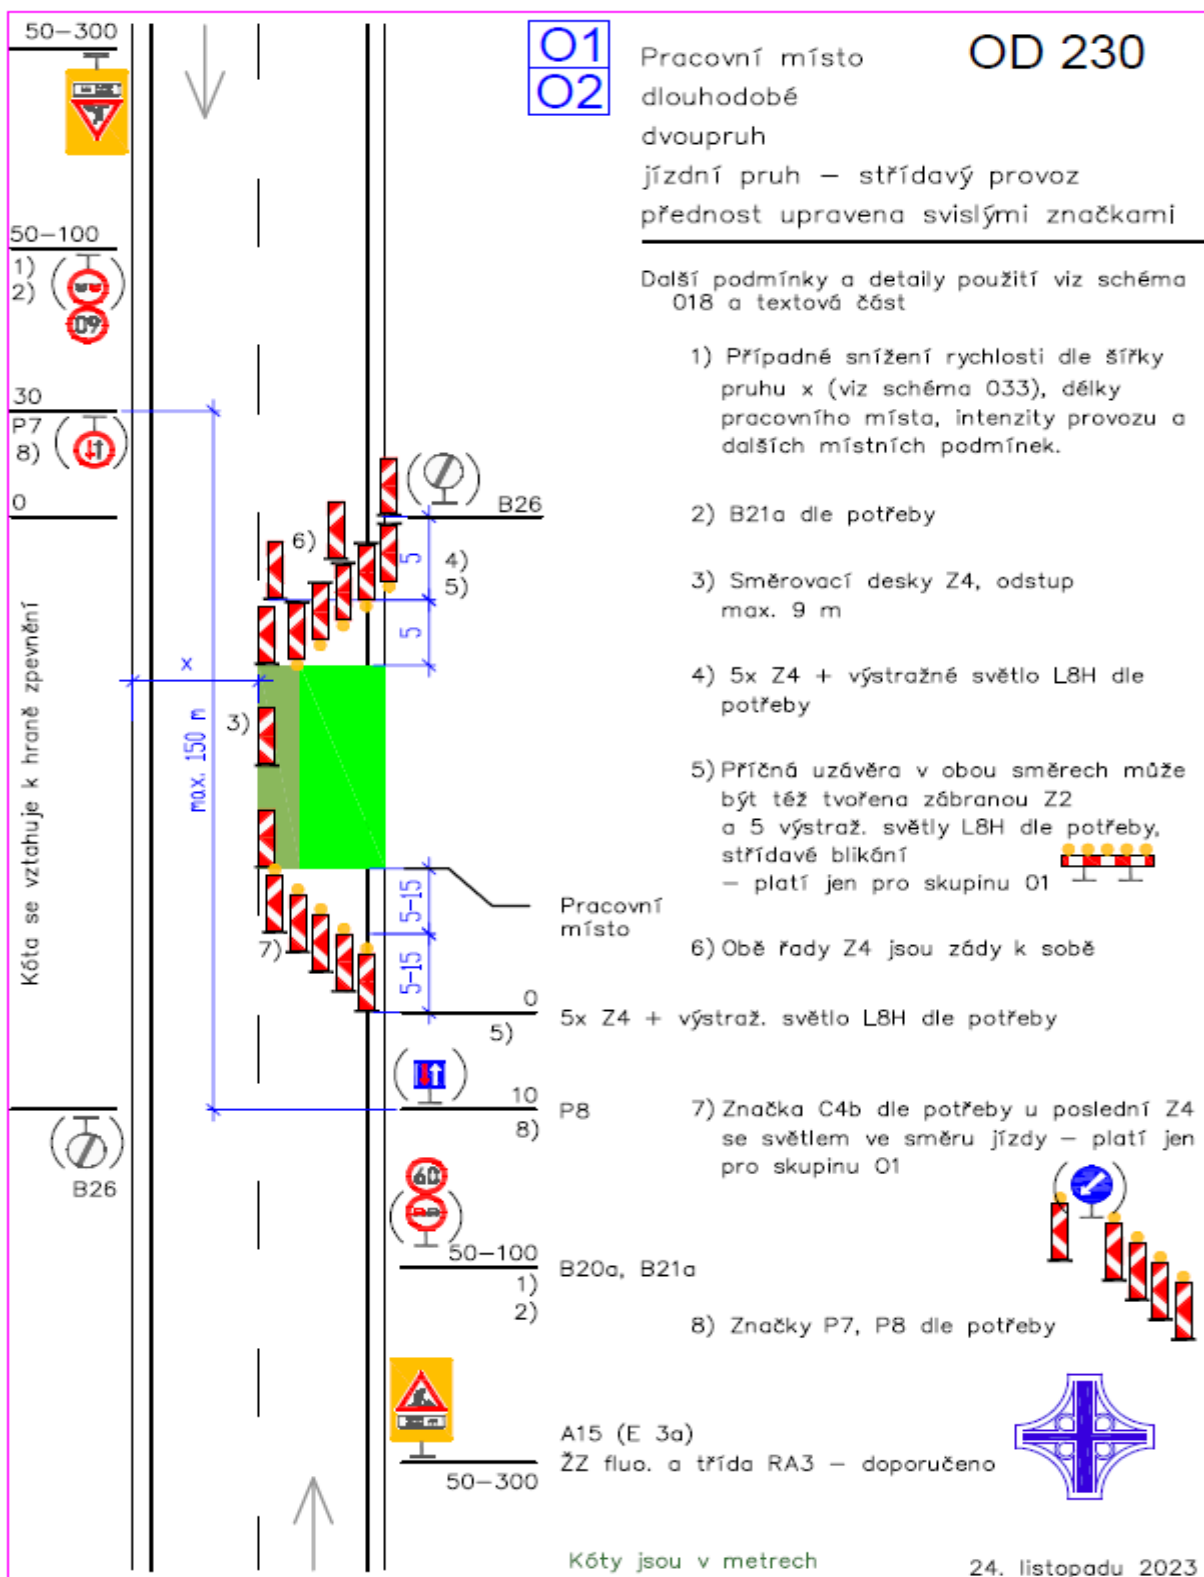 50-300
O1
O2
Pracovní místo
OD 230
dlouhodobé
dvoupruh
jízdní pruh – střídavý provoz
přednost upravena svislými značkami
50-100
1)
2)
60
30
P7
8)
0
Další podmínky a detaily použití viz schéma
018 a textová část
1) Případné snížení rychlosti dle šířky
pruhu x (viz schéma 033), délky
pracovního místa, intenzity provozu a
dalších místních podmínek.
B26
2) B21a dle potřeby
6)
5
4)
5)
3) Směrovací desky Z4, odstup
max. 9 m
5
x
4) 5x Z4 + výstražné světlo L8H dle
potřeby
3)
max. 150 m
Kóta se vztahuje k hraně zpevnění
5) Příčná uzávěra v obou směrech může
být též tvořena zábranou Z2
a 5 výstraž. světly L8H dle potřeby,
střídavé blikání
– platí jen pro skupinu 01
5-15
Pracovní
místo
7)
6) Obě řady Z4 jsou zády k sobě
5-15
0
5)
5x Z4 + výstraž. světlo L8H dle potřeby
10
8)
P8
7) Značka C4b dle potřeby u poslední Z4
se světlem ve směru jízdy – platí jen
pro skupinu 01
B26
60
50-100
1)
2)
B20a, B21a
8) Značky P7, P8 dle potřeby
A15 (E 3a)
ŽZ fluo. a třída RA3 – doporučeno
50-300
Kóty jsou v metrech
24. listopadu 2023